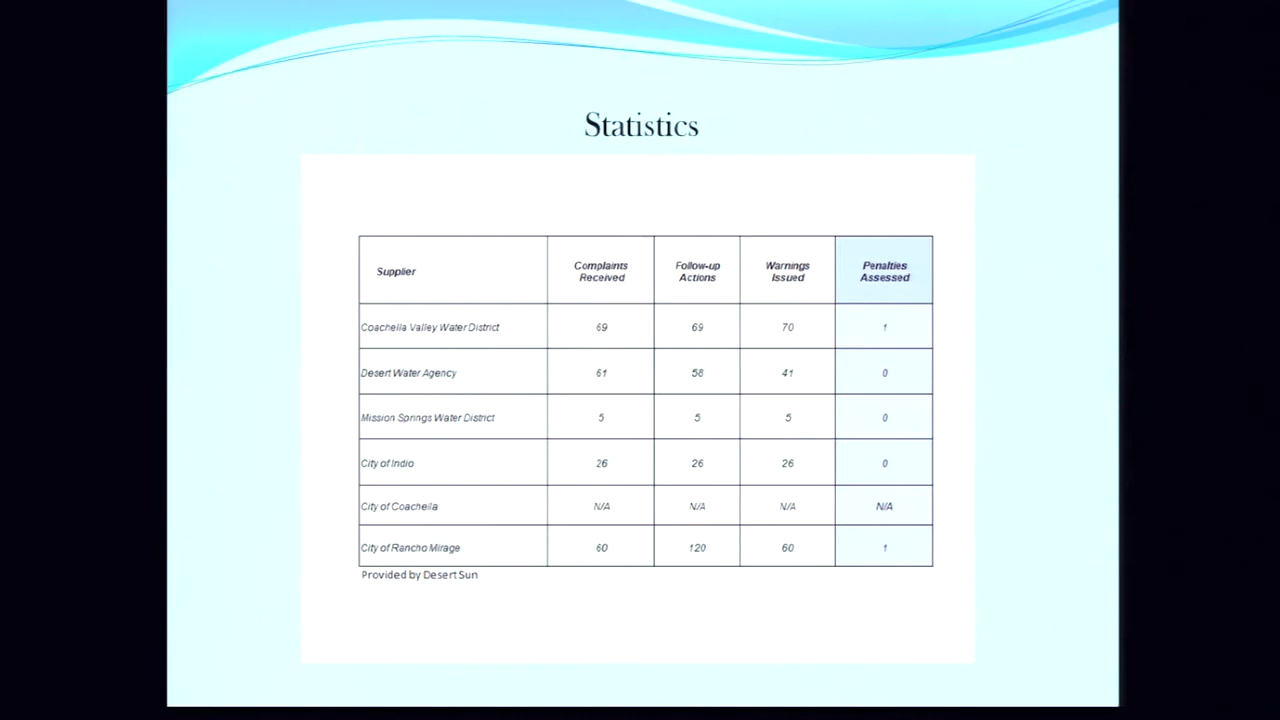 Statistics
Supplier Complaints Received Follow-up Actions Warnings Issued Penalties Assessed
Coachella Valley Water District 69 69 70 1
Desert Water Agency 61 58 41 0
Mission Springs Water District 5 5 5 0
City of Indio 26 26 26 0
City of Coachella N/A N/A N/A N/A
City of Rancho Mirage 60 120 60 1
Provided by Desert Sun